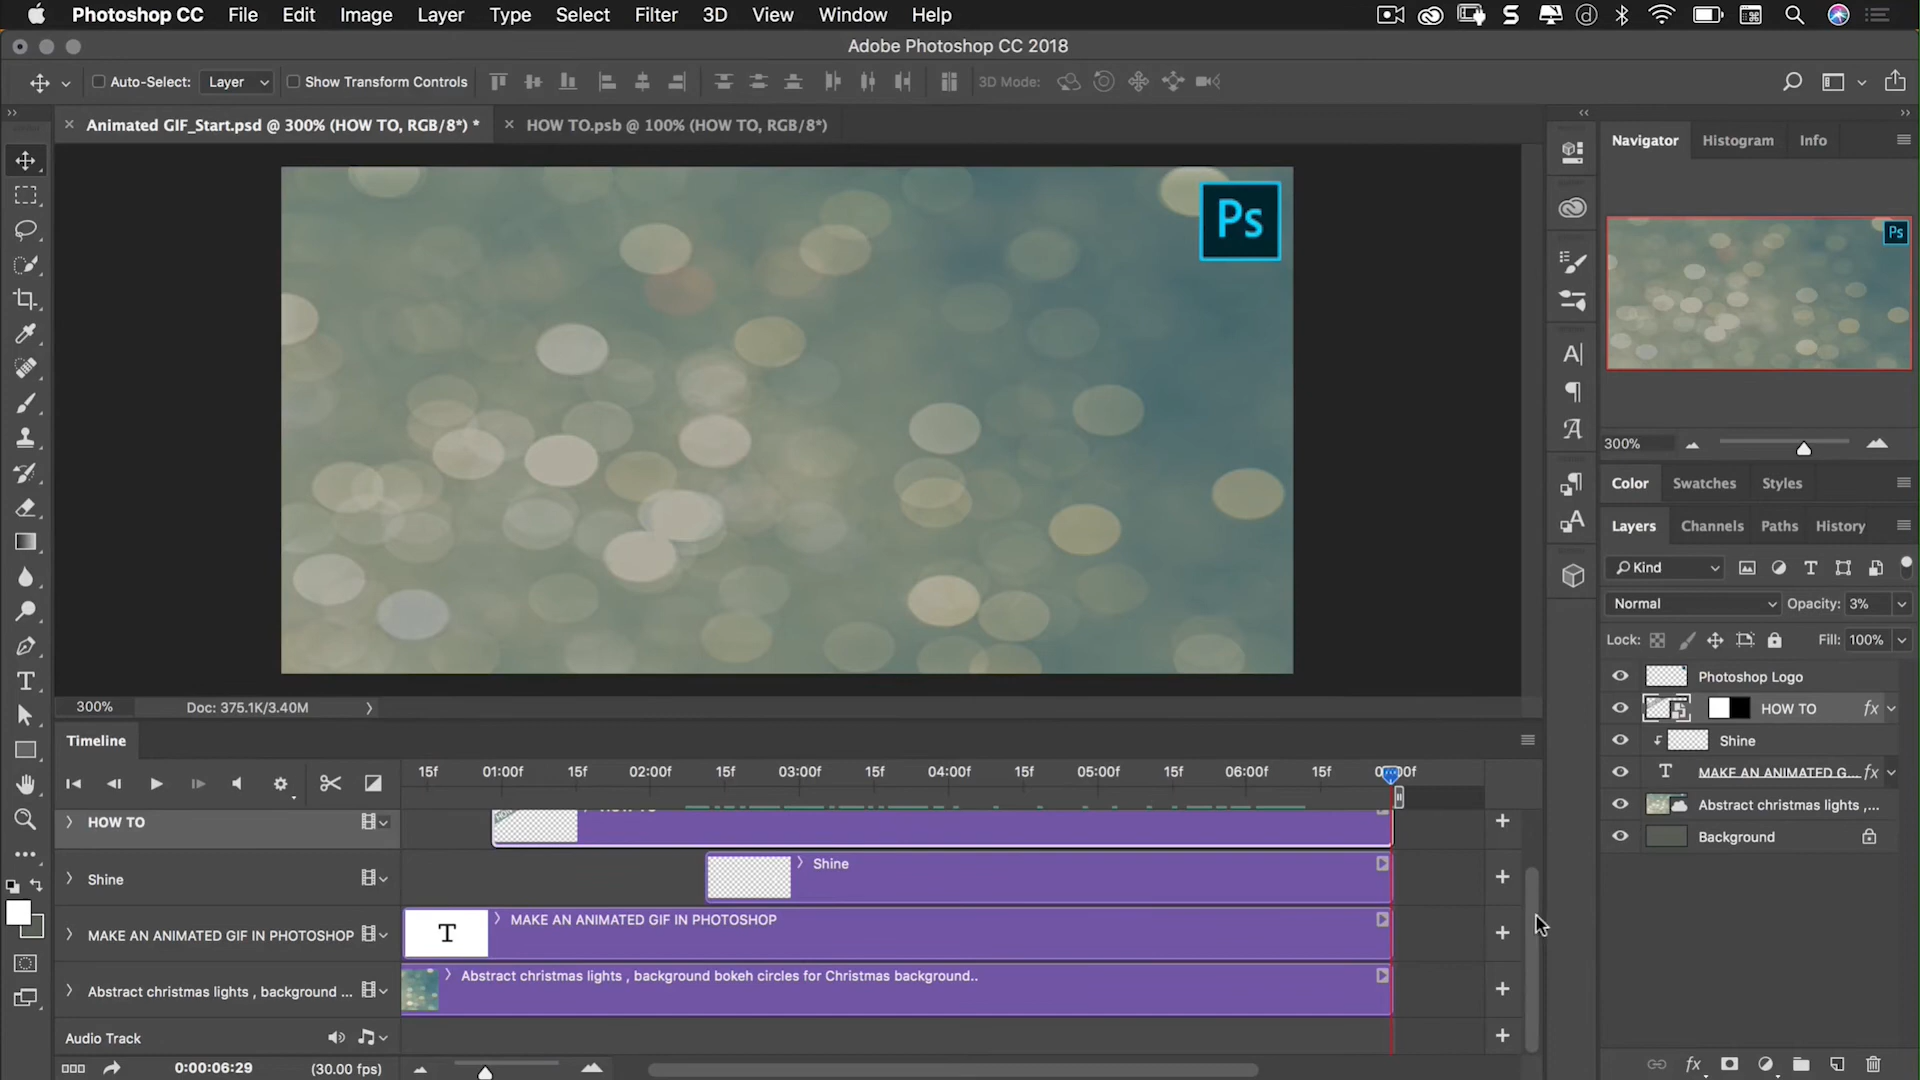 Photoshop CC File Edit Image Layer Type Select Filter 3D View Window Help
Adobe Photoshop CC 2018
Auto-Select: Layer Show Transform Controls 3D Mode:
Animated GIF_Start.psd @ 300% (HOW TO, RGB/8*) * HOW TO.psb @ 100% (HOW TO, RGB/8*)
Ps
Navigator Histogram Info
Ps
300%
Color Swatches Styles
Layers Channels Paths History
Kind
Normal Opacity: 3%
Lock: Fill: 100%
Photoshop Logo
HOW TO fx
Shine
T MAKE AN ANIMATED G... fx
Abstract christmas lights ,...
Background
300% Doc: 375.1K/3.40M
Timeline
15f 01:00f 15f 02:00f 15f 03:00f 15f 04:00f 15f 05:00f 15f 06:00f 15f
HOW TO HOW TO
Shine Shine
MAKE AN ANIMATED GIF IN PHOTOSHOP T MAKE AN ANIMATED GIF IN PHOTOSHOP
Abstract christmas lights , background ... Abstract christmas lights , background bokeh circles for Christmas background..
Audio Track
0:00:06:29 (30.00 fps)
fx